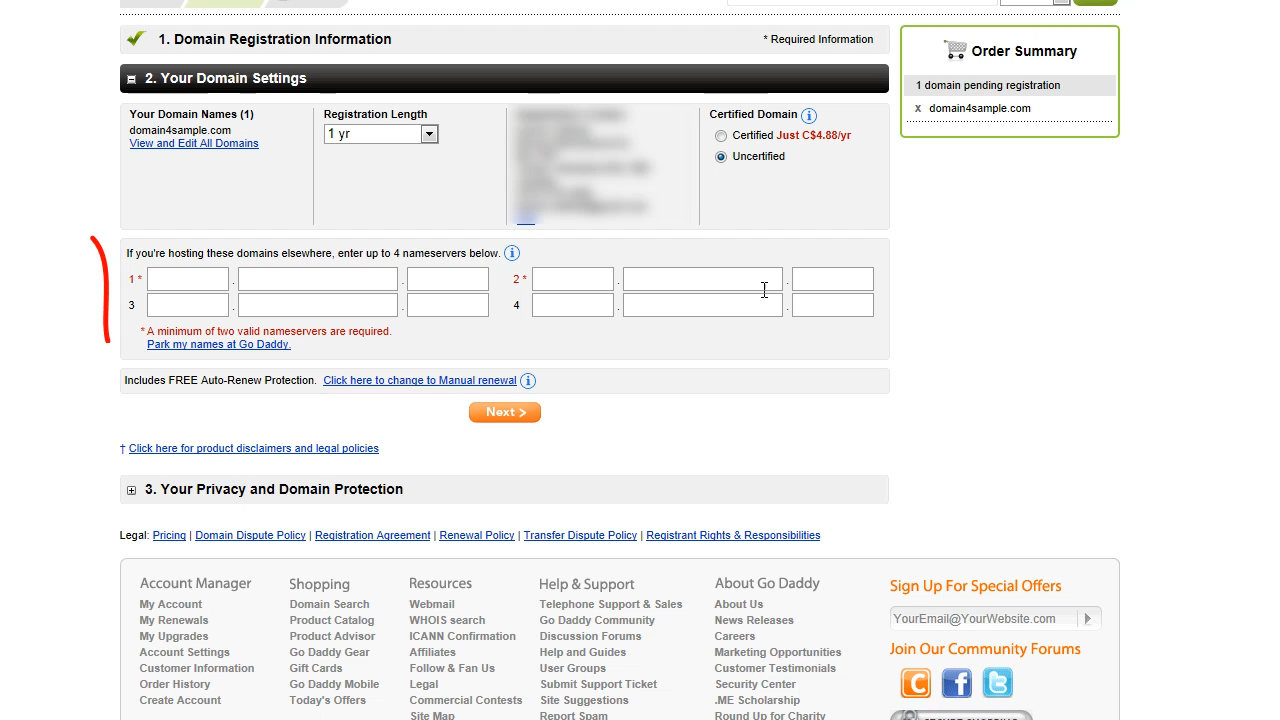 1. Domain Registration Information
* Required Information
2. Your Domain Settings
Your Domain Names (1)
domain4sample.com
View and Edit All Domains
Registration Length
1 yr
Certified Domain i
Certified Just C$4.88/yr
Uncertified
If you're hosting these domains elsewhere, enter up to 4 nameservers below. i
1 * . . 2 * . .
3 . . 4 . .
* A minimum of two valid nameservers are required.
Park my names at Go Daddy.
Includes FREE Auto-Renew Protection. Click here to change to Manual renewal i
Next >
† Click here for product disclaimers and legal policies
3. Your Privacy and Domain Protection
Order Summary
1 domain pending registration
x domain4sample.com
Legal: Pricing | Domain Dispute Policy | Registration Agreement | Renewal Policy | Transfer Dispute Policy | Registrant Rights & Responsibilities
Account Manager
My Account
My Renewals
My Upgrades
Account Settings
Customer Information
Order History
Create Account
Shopping
Domain Search
Product Catalog
Product Advisor
Go Daddy Gear
Gift Cards
Go Daddy Mobile
Today's Offers
Resources
Webmail
WHOIS search
ICANN Confirmation
Affiliates
Follow & Fan Us
Legal
Commercial Contests
Site Map
Help & Support
Telephone Support & Sales
Go Daddy Community
Discussion Forums
Help and Guides
User Groups
Submit Support Ticket
Site Suggestions
Report Spam
About Go Daddy
About Us
News Releases
Careers
Marketing Opportunities
Customer Testimonials
Security Center
.ME Scholarship
Round Up for Charity
Sign Up For Special Offers
YourEmail@YourWebsite.com
Join Our Community Forums